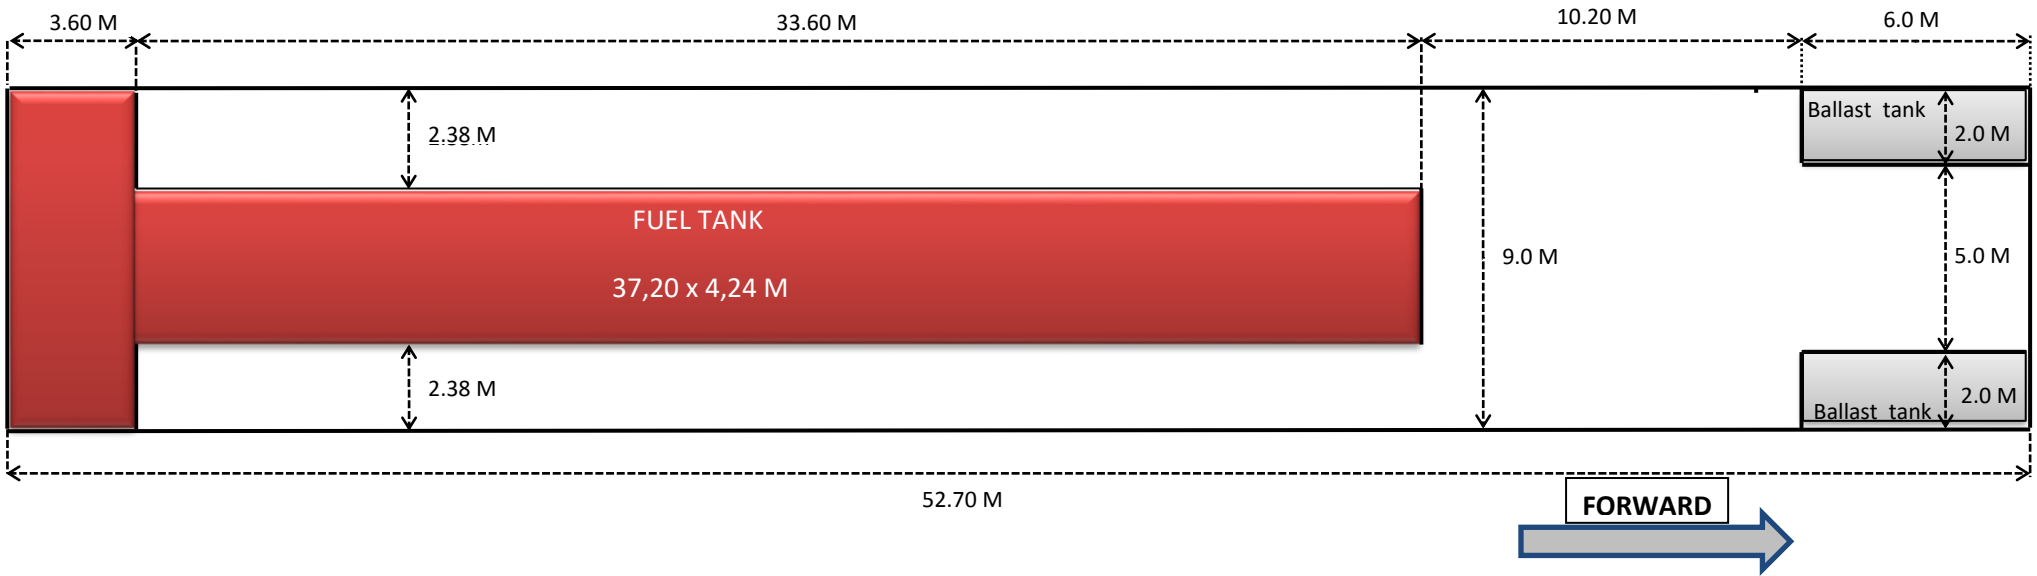 3.60 M
33.60 M
10.20 M
6.0 M
2.38 M
Ballast tank
2.0 M
FUEL TANK
37,20 x 4,24 M
9.0 M
5.0 M
2.38 M
2.0 M
Ballast tank
52.70 M
FORWARD